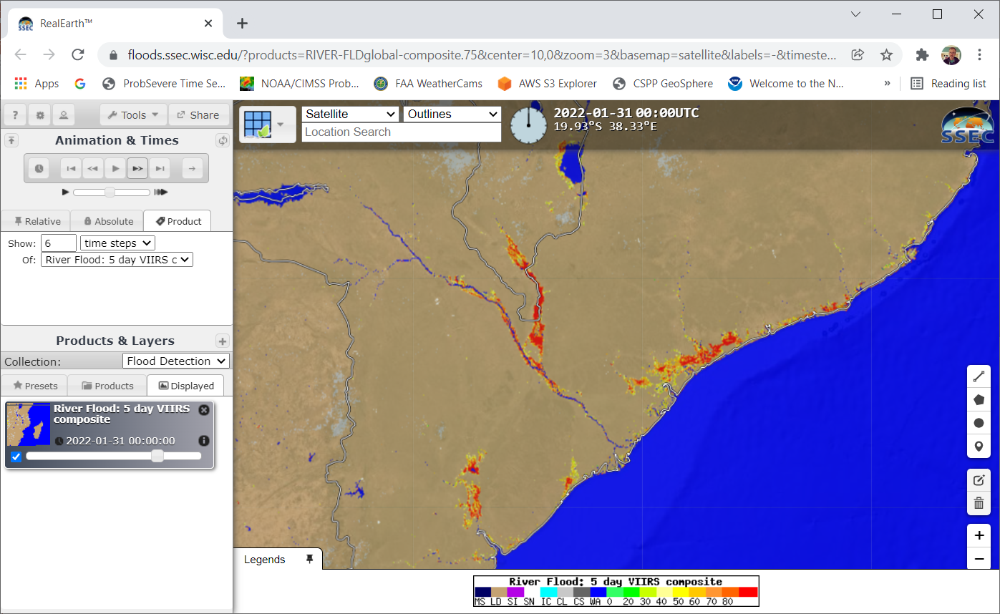 RealEarth™
floods.ssec.wisc.edu/?products=RIVER-FLDglobal-composite.75&center=10,0&zoom=3&basemap=satellite&labels=-&timeste...
Apps
G
ProbSevere Time Se...
NOAA/CIMSS Prob...
FAA WeatherCams
AWS S3 Explorer
CSPP GeoSphere
Welcome to the N...
»
Reading list
?
Tools
Share
Satellite
Outlines
Location Search
2022-01-31 00:00UTC
19.93°S 38.33°E
SSEC
Animation & Times
Relative
Absolute
Product
Show: 6 time steps
Of: River Flood: 5 day VIIRS c
Products & Layers
Collection: Flood Detection
Presets
Products
Displayed
River Flood: 5 day VIIRS
composite
2022-01-31 00:00:00
Legends
River Flood: 5 day VIIRS composite
MS LD SI SN IC CL CS WA 0 20 30 40 50 60 70 80